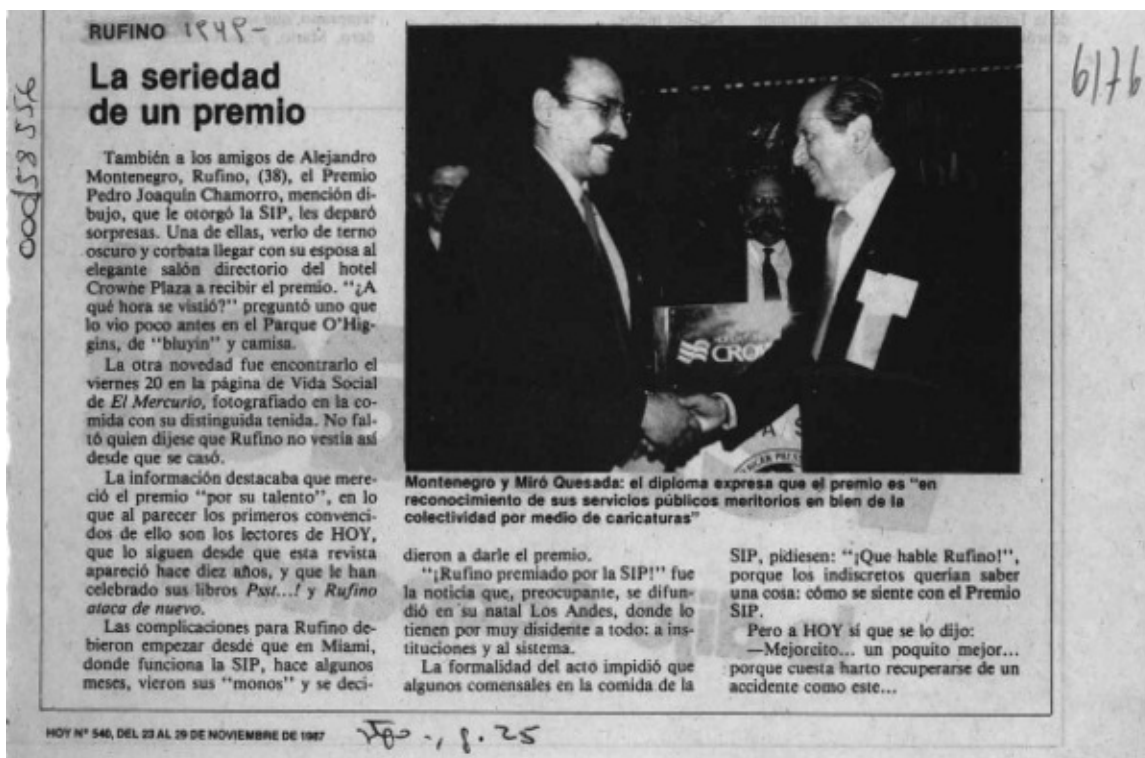 RUFINO 1949-
La seriedad
de un premio
También a los amigos de Alejandro
Montenegro, Rufino, (38), el Premio
Pedro Joaquín Chamorro, mención di-
bujo, que le otorgó la SIP, les deparó
sorpresas. Una de ellas, verlo de terno
oscuro y corbata llegar con su esposa al
elegante salón directorio del hotel
Crowne Plaza a recibir el premio. "¿A
qué hora se vistió?" preguntó uno que
lo vio poco antes en el Parque O'Hig-
gins, de "bluyín" y camisa.
La otra novedad fue encontrarlo el
viernes 20 en la página de Vida Social
de El Mercurio, fotografiado en la co-
mida con su distinguida tenida. No fal-
tó quien dijese que Rufino no vestía así
desde que se casó.
La información destacaba que mere-
ció el premio "por su talento", en lo
que al parecer los primeros convenci-
dos de ello son los lectores de HOY,
que lo siguen desde que esta revista
apareció hace diez años, y que le han
celebrado sus libros Psst...! y Rufino
ataca de nuevo.
Las complicaciones para Rufino de-
bieron empezar desde que en Miami,
donde funciona la SIP, hace algunos
meses, vieron sus "monos" y se deci-
CROW
Montenegro y Miró Quesada: el diploma expresa que el premio es "en
reconocimiento de sus servicios públicos meritorios en bien de la
colectividad por medio de caricaturas"
dieron a darle el premio.
"¡Rufino premiado por la SIP!" fue
la noticia que, preocupante, se difun-
dió en su natal Los Andes, donde lo
tienen por muy disidente a todo: a ins-
tituciones y al sistema.
La formalidad del acto impidió que
algunos comensales en la comida de la
SIP, pidiesen: "¡Que hable Rufino!",
porque los indiscretos querían saber
una cosa: cómo se siente con el Premio
SIP.
Pero a HOY sí que se lo dijo:
—Mejorcito... un poquito mejor...
porque cuesta harto recuperarse de un
accidente como este...
HOY Nº 540, DEL 23 AL 29 DE NOVIEMBRE DE 1987 p. 25
000158556
6176